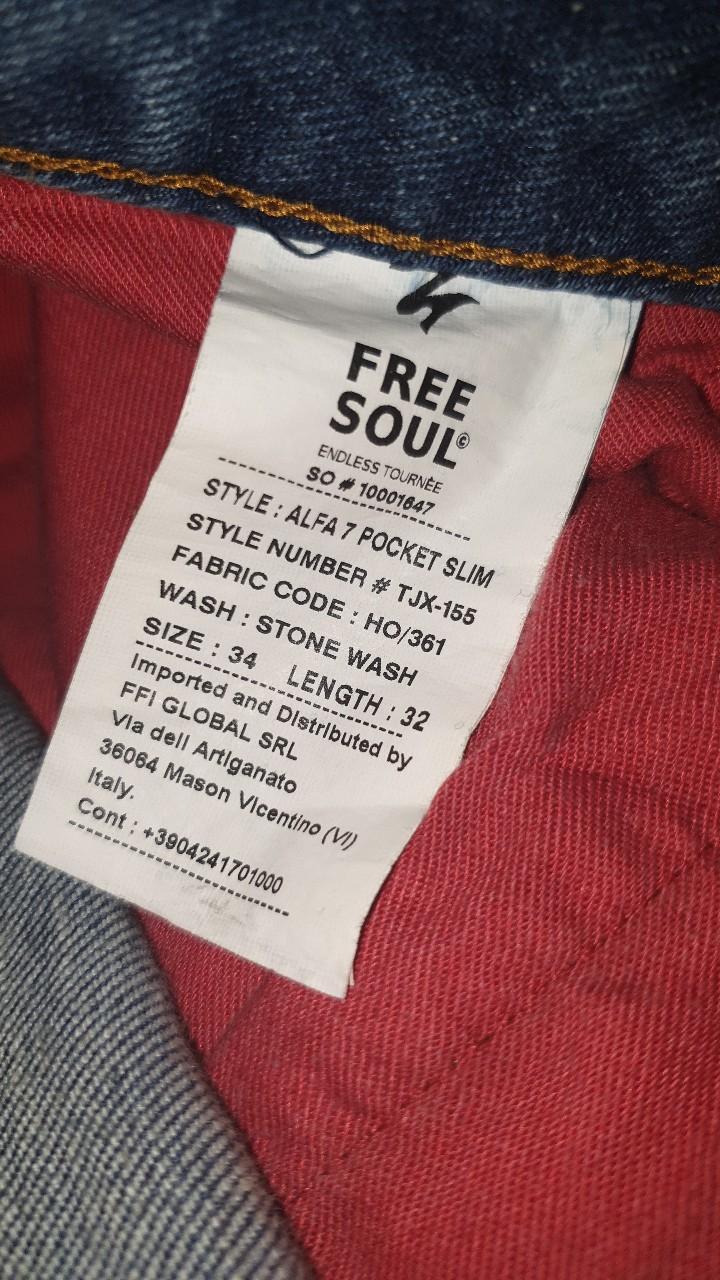 FREE
SOUL©
ENDLESS TOURNÉE
SO # 10001647
STYLE : ALFA 7 POCKET SLIM
STYLE NUMBER # TJX-155
FABRIC CODE : HO/361
WASH : STONE WASH
SIZE : 34 LENGTH : 32
Imported and Distributed by
FFI GLOBAL SRL
Via dell Artiganato
36064 Mason Vicentino (VI)
Italy.
Cont : +3904241701000